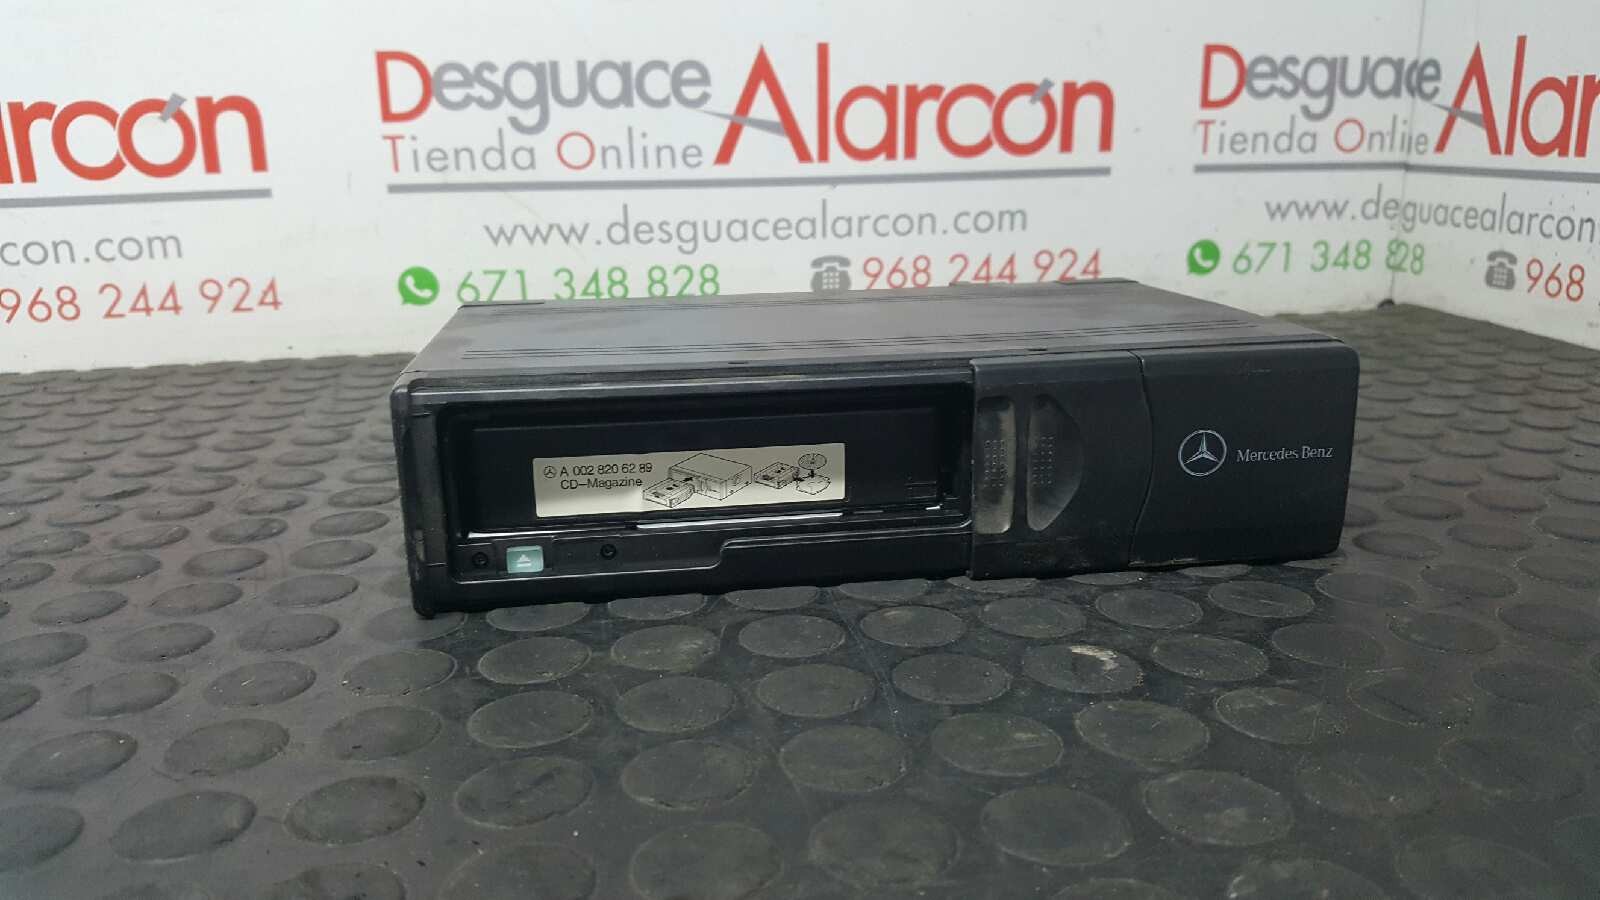 Desguace Alarcón
Tienda Online
www.desguacealarcon.com
671 348 828
968 244 924
arcón
con.com
968 244 924
Desguace Alar
Tienda Online
www.deguacealarcon.
671 348 828
968
A 002 820 62 89
CD-Magazine
Mercedes Benz